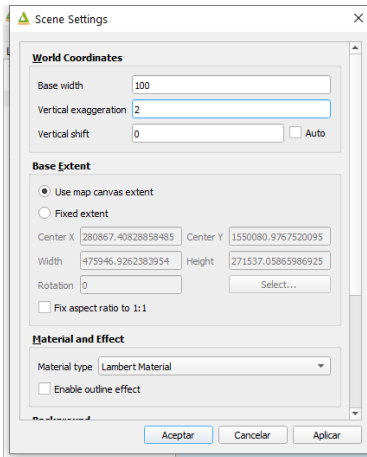 Scene Settings
World Coordinates
Base width 100
Vertical exaggeration 2
Vertical shift 0 Auto
Base Extent
Use map canvas extent
Fixed extent
Center X 280867.40828858485 Center Y 1550080.9767520095
Width 475946.9262383954 Height 271537.05865986925
Rotation 0 Select...
Fix aspect ratio to 1:1
Material and Effect
Material type Lambert Material
Enable outline effect
Background
Aceptar Cancelar Aplicar